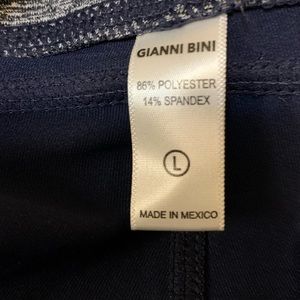 GIANNI BINI
86% POLYESTER
14% SPANDEX
L
MADE IN MEXICO